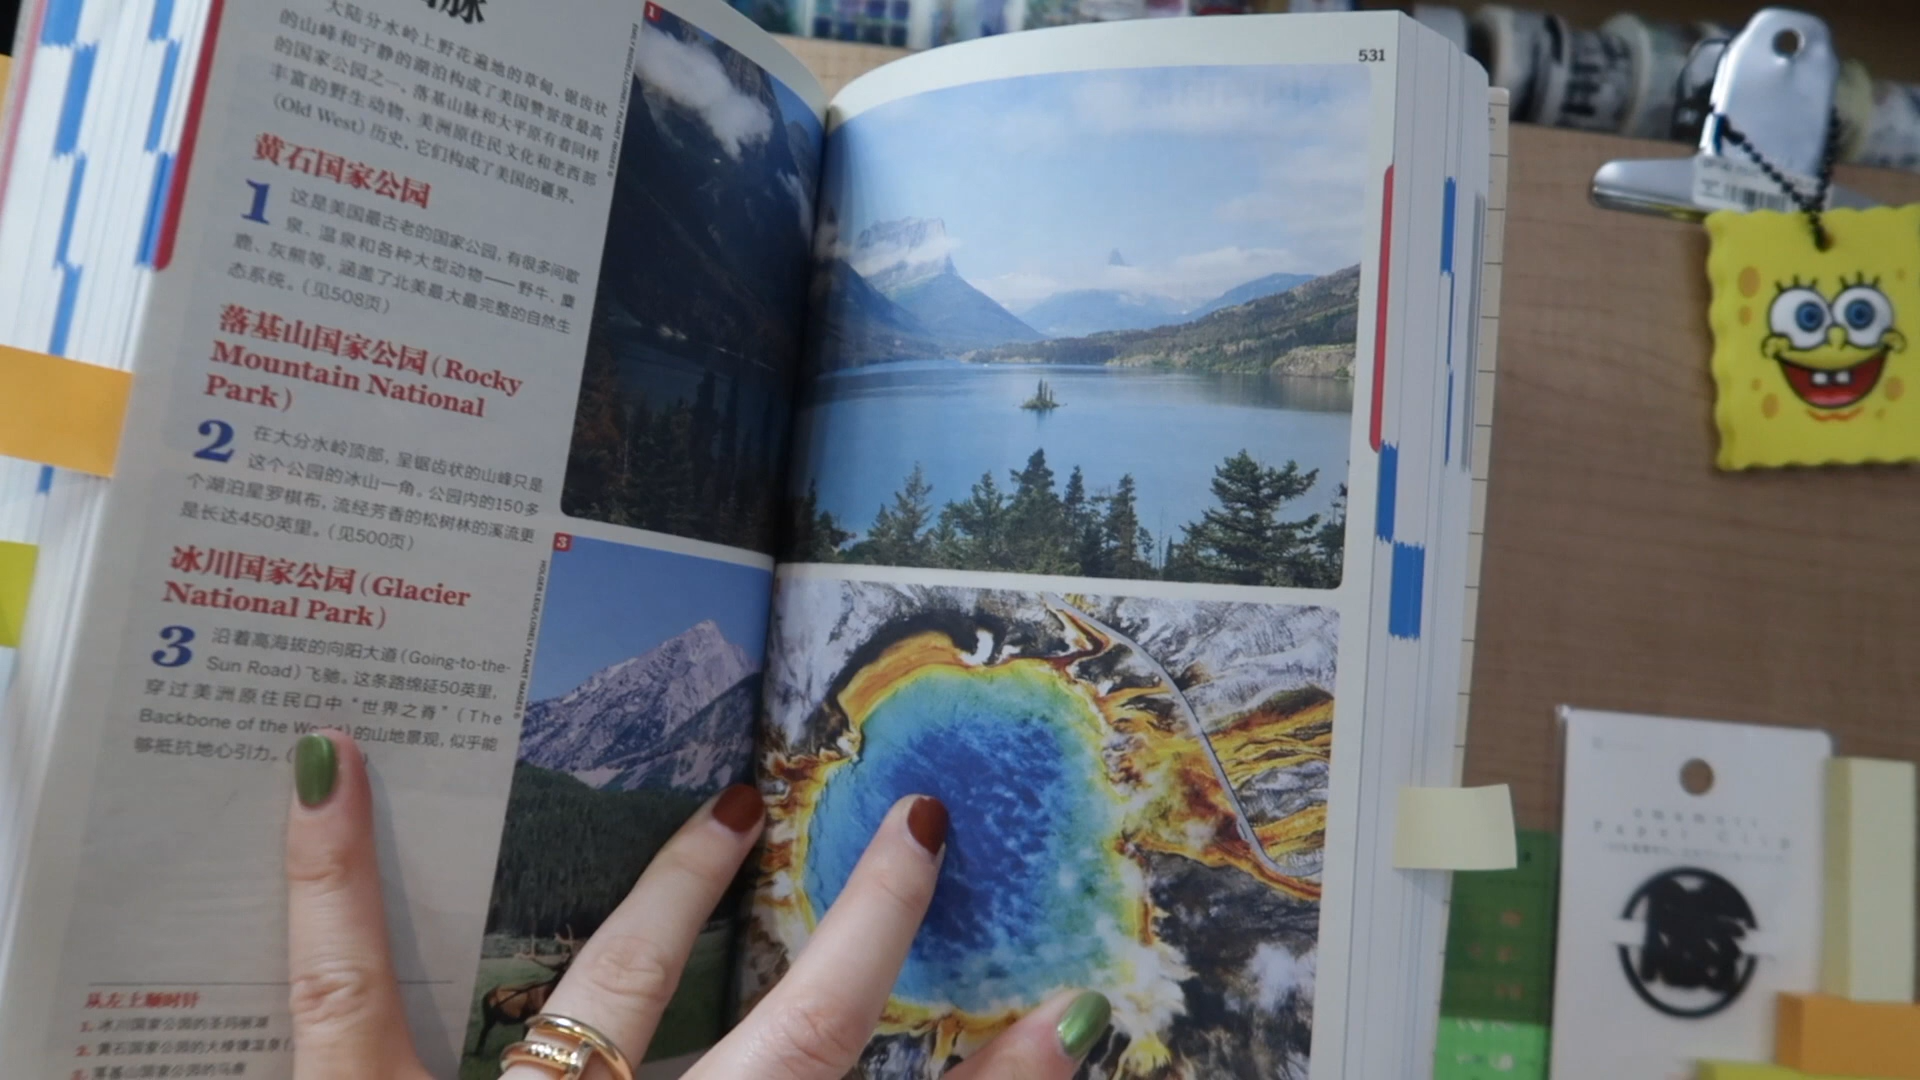 大陆分水岭上野花遍地的草甸、锯齿状
的山峰和宁静的湖泊构成了美国赞誉度最高
的国家公园之一、落基山脉和大平原有着同样
丰富的野生动物、美洲原住民文化和老西部
(Old West)历史，它们构成了美国的疆界。
黄石国家公园
1 这是美国最古老的国家公园，有很多间歇
泉、温泉和各种大型动物——野牛、麋
鹿、灰熊等，涵盖了北美最大最完整的自然生
态系统。(见508页)
落基山国家公园(Rocky
Mountain National
Park)
2 在大分水岭顶部，呈锯齿状的山峰只是
这个公园的冰山一角。公园内的150多
个湖泊星罗棋布，流经芳香的松树林的溪流更
是长达450英里。(见500页)
冰川国家公园(Glacier
National Park)
3 沿着高海拔的向阳大道(Going-to-the-
Sun Road)飞驰。这条路绵延50英里，
穿过美洲原住民口中“世界之脊”(The
Backbone of the World)的山地景观，似乎能
够抵抗地心引力。(
从左上顺时针
1. 冰川国家公园的圣玛丽湖
2. 黄石国家公园的大棱镜温泉(
3. 落基山国家公园的马鹿
1
3
531